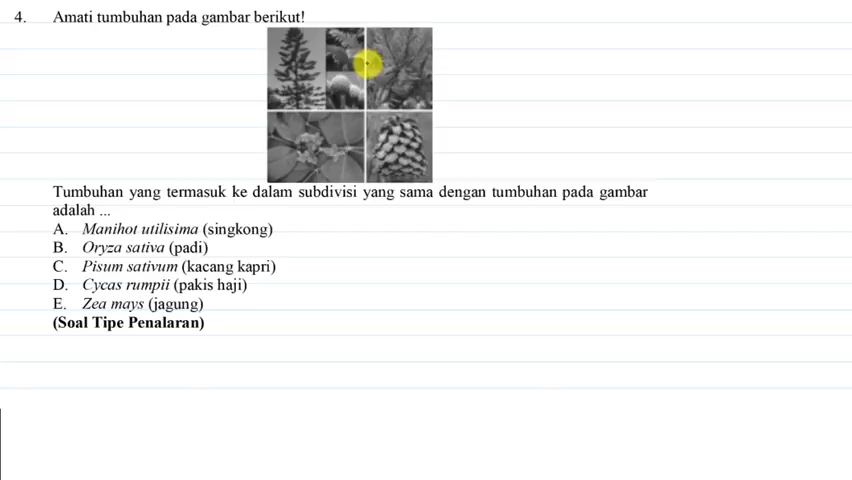 4. Amati tumbuhan pada gambar berikut!
Tumbuhan yang termasuk ke dalam subdivisi yang sama dengan tumbuhan pada gambar
adalah ...
A. Manihot utilisima (singkong)
B. Oryza sativa (padi)
C. Pisum sativum (kacang kapri)
D. Cycas rumpii (pakis haji)
E. Zea mays (jagung)
(Soal Tipe Penalaran)